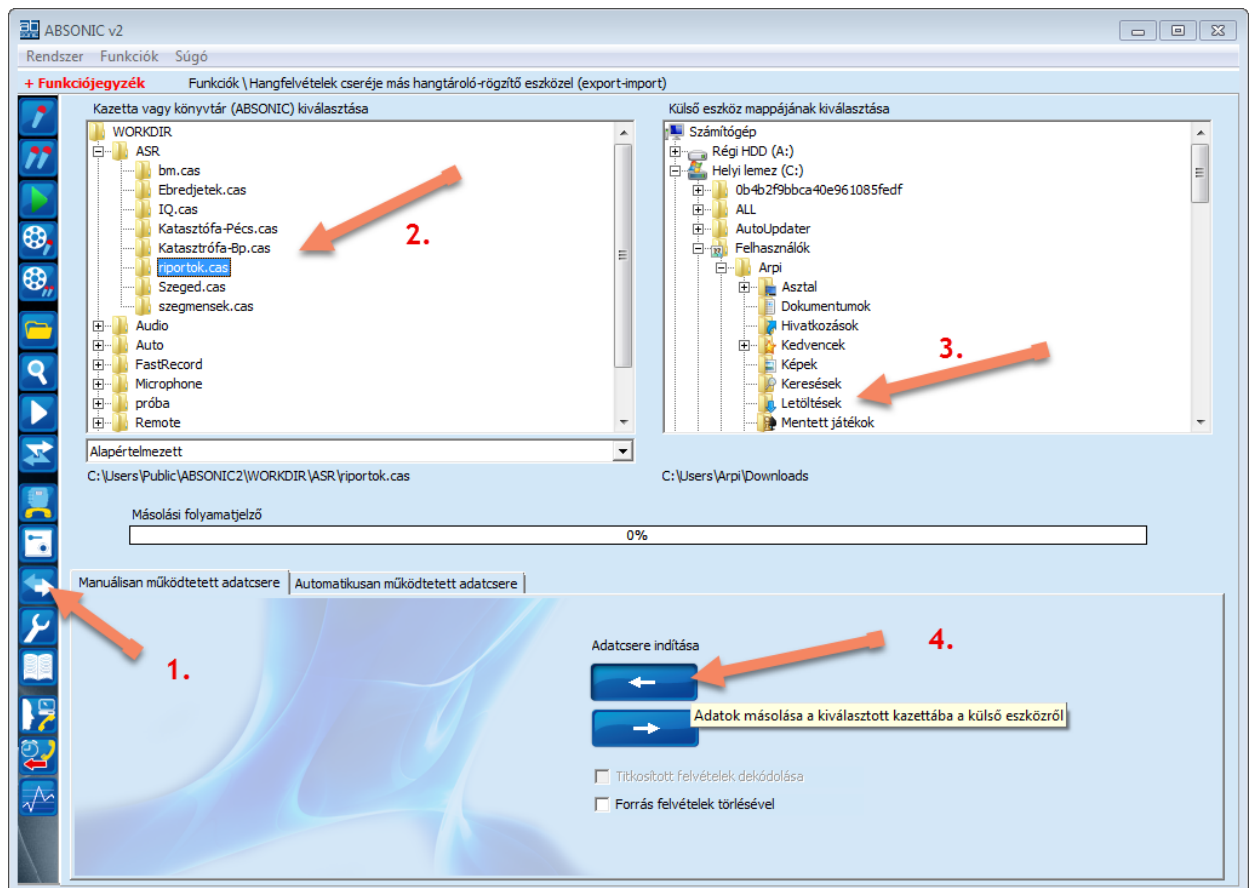 ABSONIC v2
Rendszer Funkciók Súgó
+ Funkciójegyzék Funkciók \ Hangfelvételek cseréje más hangtároló-rögzítő eszközel (export-import)
Kazetta vagy könyvtár (ABSONIC) kiválasztása
WORKDIR
ASR
bm.cas
Ebredjetek.cas
IQ.cas
Katasztófa-Pécs.cas
Katasztrófa-Bp.cas
riportok.cas
Szeged.cas
szegmensek.cas
Audio
Auto
FastRecord
Microphone
próba
Remote
2.
Alapértelmezett
C:\Users\Public\ABSONIC2\WORKDIR\ASR\riportok.cas
Külső eszköz mappájának kiválasztása
Számítógép
Régi HDD (A:)
Helyi lemez (C:)
0b4b2f9bbca40e961085fedf
ALL
AutoUpdater
Felhasználók
Arpi
Asztal
Dokumentumok
Hivatkozások
Kedvencek
Képek
Keresések
Letöltések
Mentett játékok
3.
C:\Users\Arpi\Downloads
Másolási folyamatjelző
0%
Manuálisan működtetett adatcsere Automatikusan működtetett adatcsere
1.
Adatcsere indítása
4.
Adatok másolása a kiválasztott kazettába a külső eszközről
Titkosított felvételek dekódolása
Forrás felvételek törlésével